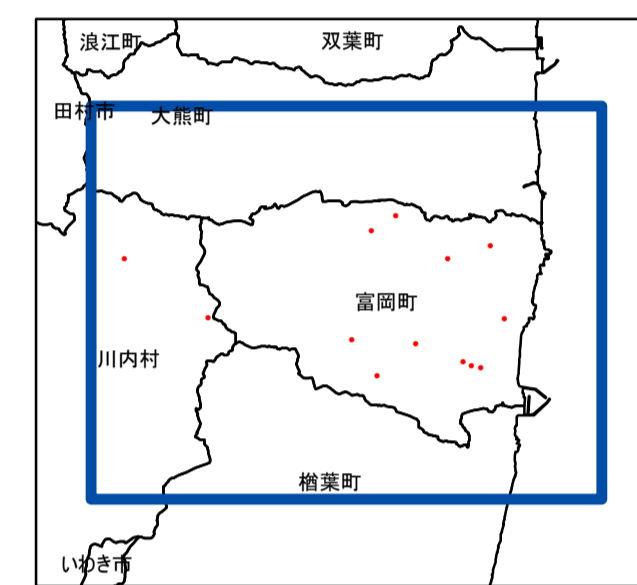 浪江町
双葉町
田村市
大熊町
富岡町
川内村
楢葉町
いわき市